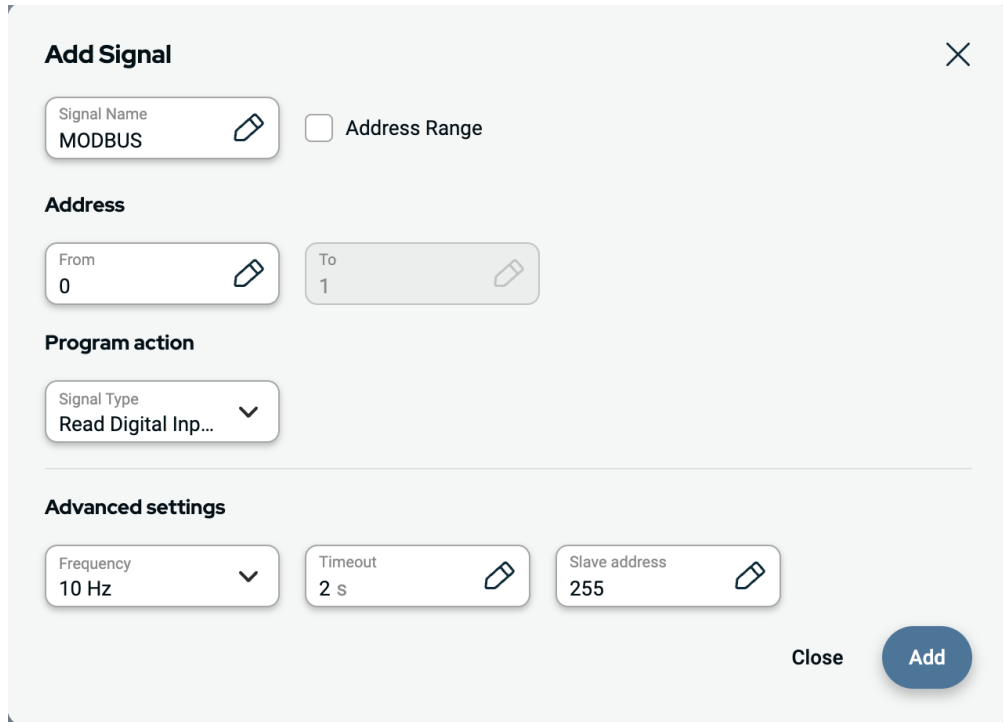 Add Signal
Signal Name
MODBUS
Address Range
Address
From
0
To
1
Program action
Signal Type
Read Digital Inp...
Advanced settings
Frequency
10 Hz
Timeout
2 s
Slave address
255
Close
Add